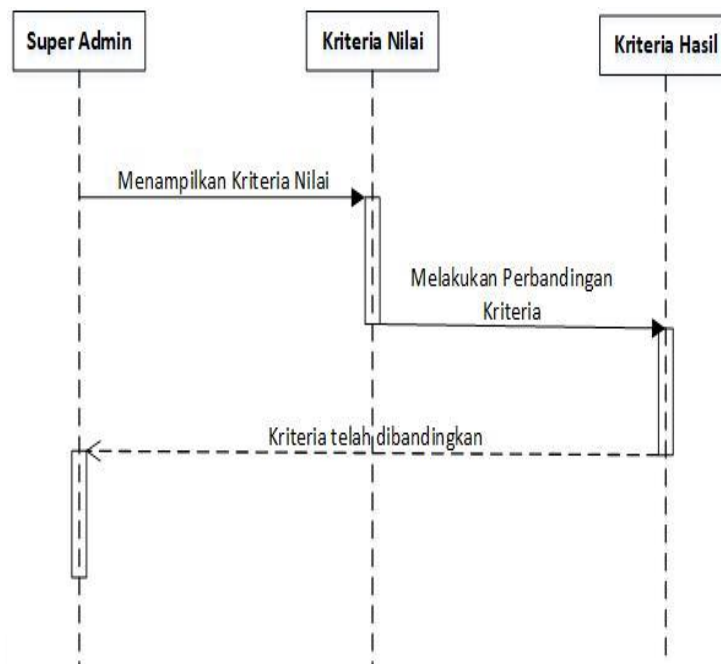 Super Admin
Kriteria Nilai
Kriteria Hasil
Menampilkan Kriteria Nilai
Melakukan Perbandingan
Kriteria
Kriteria telah dibandingkan